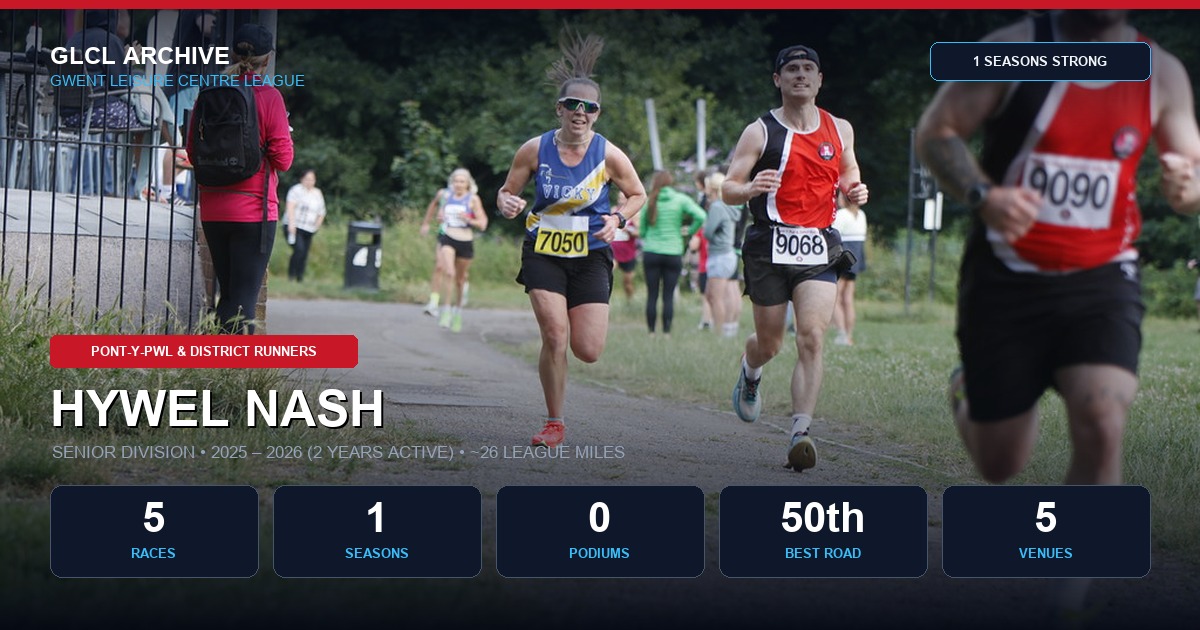 GLCL ARCHIVE
GWENT LEISURE CENTRE LEAGUE
1 SEASONS STRONG
VICKY
7050
9068
9090
PONT-Y-PWL & DISTRICT RUNNERS
HYWEL NASH
SENIOR DIVISION • 2025 – 2026 (2 YEARS ACTIVE) • ~26 LEAGUE MILES
5
RACES
1
SEASONS
0
PODIUMS
50th
BEST ROAD
5
VENUES